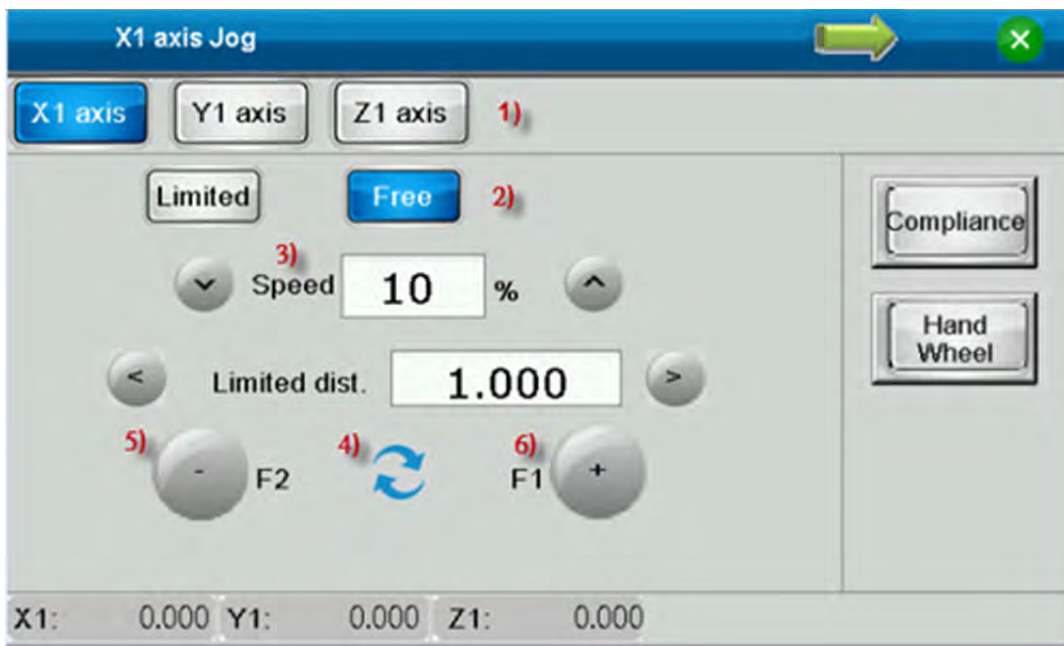 X1 axis Jog
X1 axis Y1 axis Z1 axis 1)
Limited Free 2)
3)
Speed 10 %
Compliance
Hand
Wheel
< Limited dist. 1.000 >
5) 4) 6)
- F2 F1 +
X1: 0.000 Y1: 0.000 Z1: 0.000